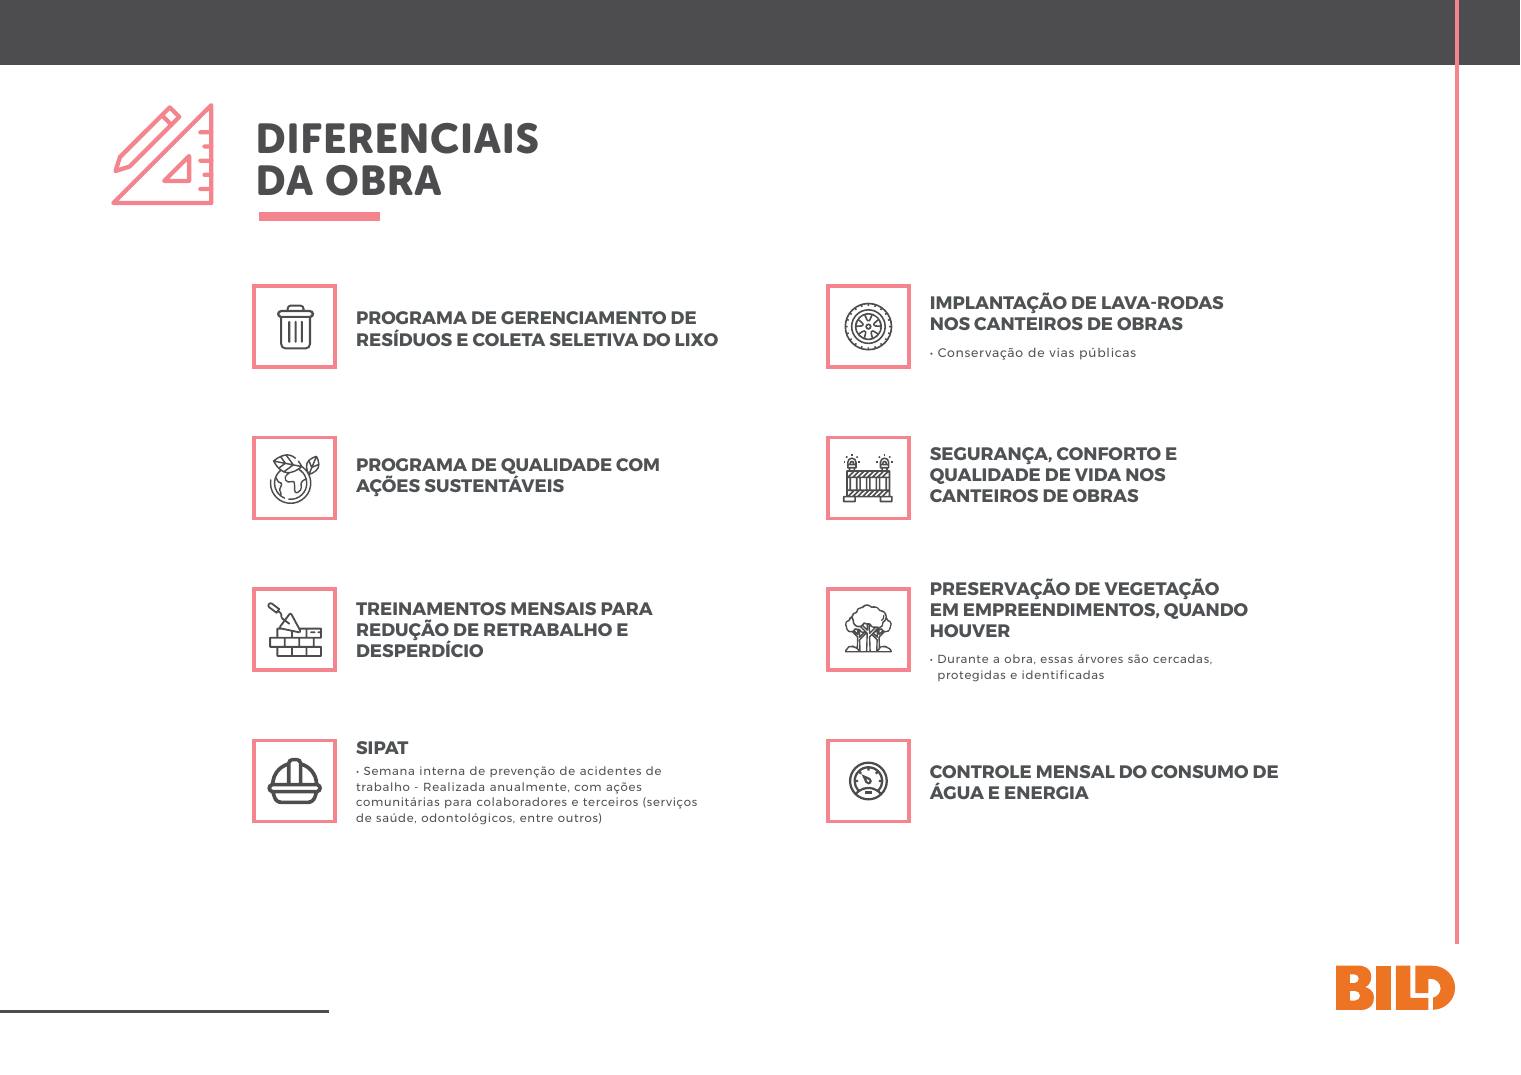 DIFERENCIAIS
DA OBRA
PROGRAMA DE GERENCIAMENTO DE
RESÍDUOS E COLETA SELETIVA DO LIXO
PROGRAMA DE QUALIDADE COM
AÇÕES SUSTENTÁVEIS
TREINAMENTOS MENSAIS PARA
REDUÇÃO DE RETRABALHO E
DESPERDÍCIO
SIPAT
• Semana interna de prevenção de acidentes de
trabalho - Realizada anualmente, com ações
comunitárias para colaboradores e terceiros (serviços
de saúde, odontológicos, entre outros)
IMPLANTAÇÃO DE LAVA-RODAS
NOS CANTEIROS DE OBRAS
• Conservação de vias públicas
SEGURANÇA, CONFORTO E
QUALIDADE DE VIDA NOS
CANTEIROS DE OBRAS
PRESERVAÇÃO DE VEGETAÇÃO
EM EMPREENDIMENTOS, QUANDO
HOUVER
• Durante a obra, essas árvores são cercadas,
protegidas e identificadas
CONTROLE MENSAL DO CONSUMO DE
ÁGUA E ENERGIA
BILD